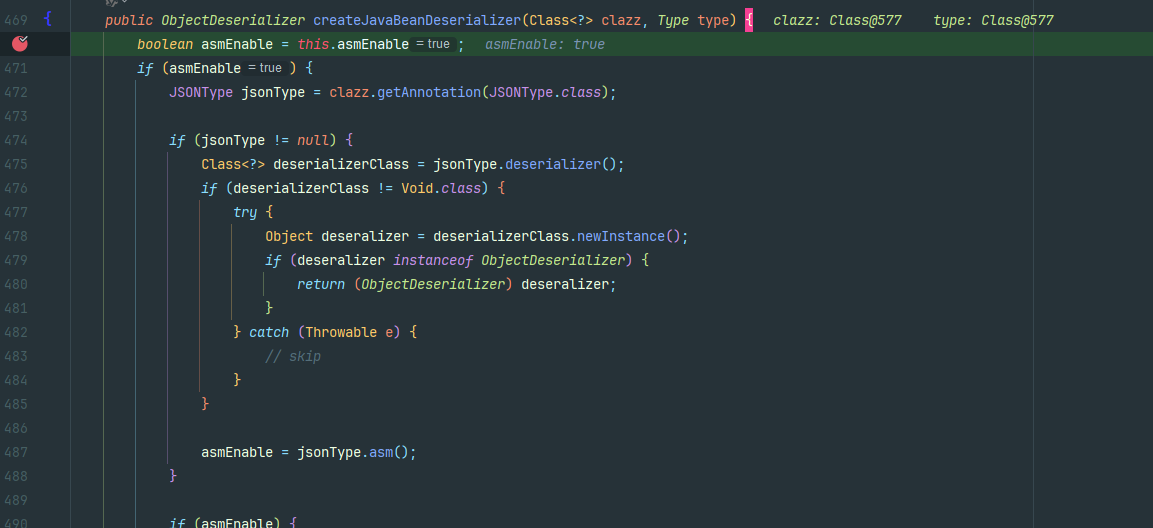 469 { public ObjectDeserializer createJavaBeanDeserializer(Class<?> clazz, Type type) { clazz: Class@577 type: Class@577
boolean asmEnable = this.asmEnable = true ; asmEnable: true
471 if (asmEnable = true ) {
472 JSONType jsonType = clazz.getAnnotation(JSONType.class);
473
474 if (jsonType != null) {
475 Class<?> deserializerClass = jsonType.deserializer();
476 if (deserializerClass != Void.class) {
477 try {
478 Object deseralizer = deserializerClass.newInstance();
479 if (deseralizer instanceof ObjectDeserializer) {
480 return (ObjectDeserializer) deseralizer;
481 }
482 } catch (Throwable e) {
483 // skip
484 }
485 }
486
487 asmEnable = jsonType.asm();
488 }
489
490 if (asmEnable) {